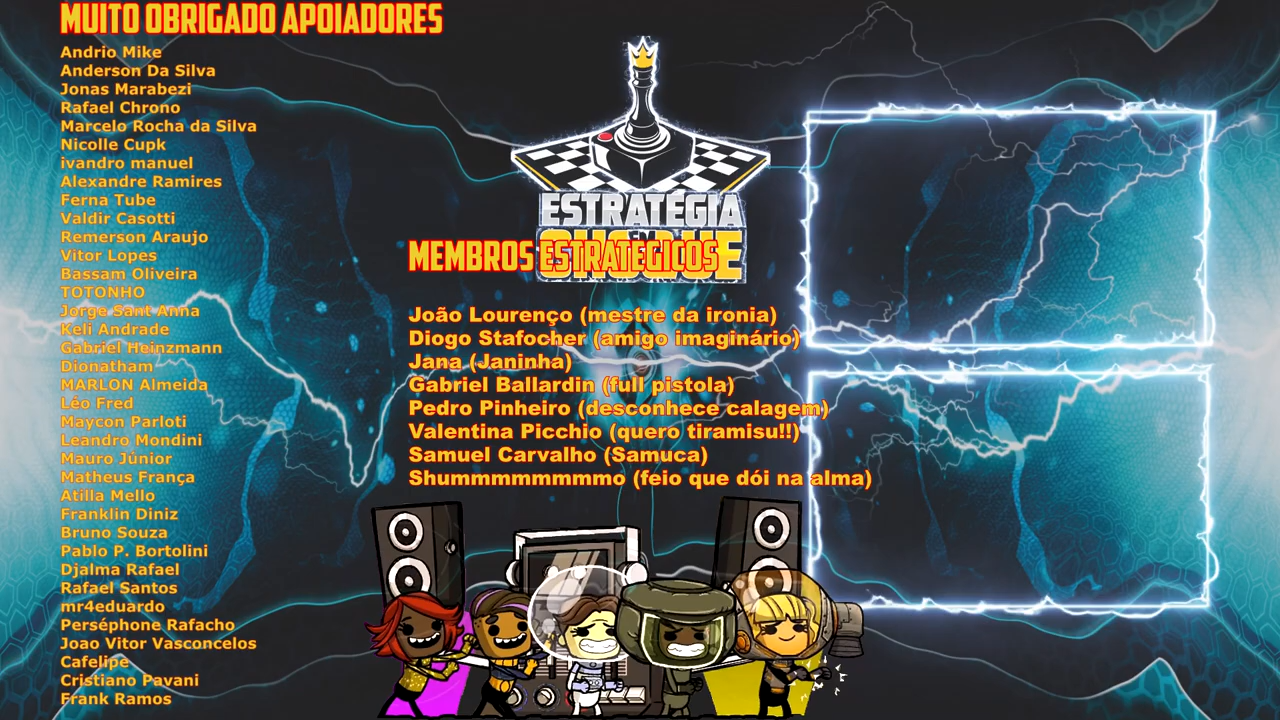 MUITO OBRIGADO APOIADORES
Andrio Mike
Anderson Da Silva
Jonas Marabezi
Rafael Chrono
Marcelo Rocha da Silva
Nicolle Cupk
ivandro manuel
Alexandre Ramires
Ferna Tube
Valdir Casotti
Remerson Araujo
Vitor Lopes
Bassam Oliveira
TOTONHO
Jorge Sant'Anna
Keli Andrade
Gabriel Heinzmann
Dionatham
MARLON Almeida
Lêo Fred
Maycon Parloti
Leandro Mondini
Mauro Júnior
Matheus França
Atilla Mello
Franklin Diniz
Bruno Souza
Pablo P. Bortolini
Djalma Rafael
Rafael Santos
mr4eduardo
Perséphone Rafacho
Joao Vitor Vasconcelos
Cafelipe
Cristiano Pavani
Frank Ramos
ESTRATÉGIA
CHOQUE
MEMBROS ESTRATÉGICOS
João Lourenço (mestre da ironia)
Diogo Stafocher (amigo imaginário)
Jana (Janinha)
Gabriel Ballardin (full pistola)
Pedro Pinheiro (desconhece calagem)
Valentina Picchio (quero tiramisu!!)
Samuel Carvalho (Samuca)
Shummmmmmmmo (feio que dói na alma)